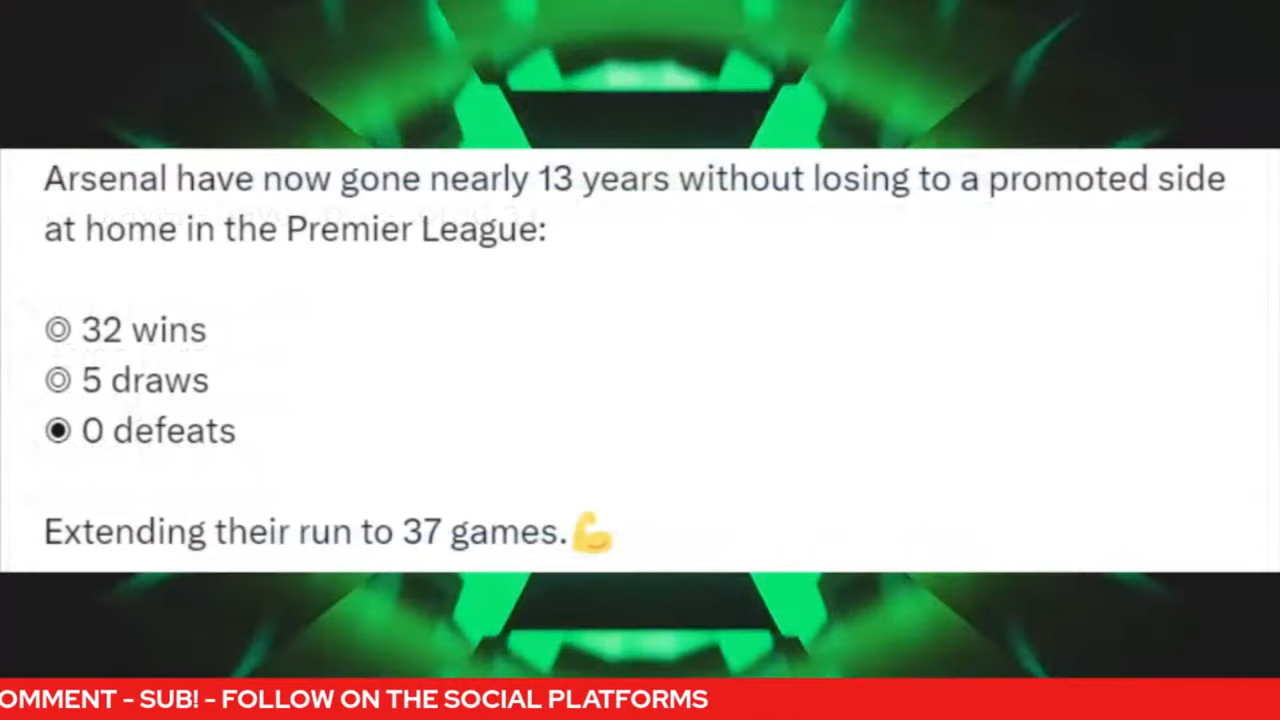 Arsenal have now gone nearly 13 years without losing to a promoted side
at home in the Premier League:
◎ 32 wins
◎ 5 draws
◉ 0 defeats
Extending their run to 37 games.💪
OMMENT - SUB! - FOLLOW ON THE SOCIAL PLATFORMS